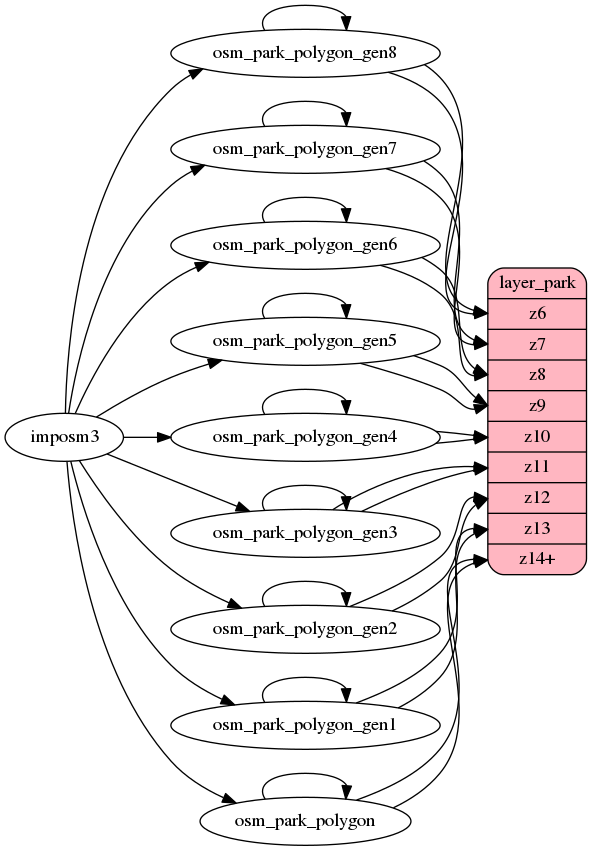 osm_park_polygon_gen8
osm_park_polygon_gen7
osm_park_polygon_gen6
osm_park_polygon_gen5
imposm3
osm_park_polygon_gen4
osm_park_polygon_gen3
osm_park_polygon_gen2
osm_park_polygon_gen1
osm_park_polygon
layer_park
z6
z7
z8
z9
z10
z11
z12
z13
z14+